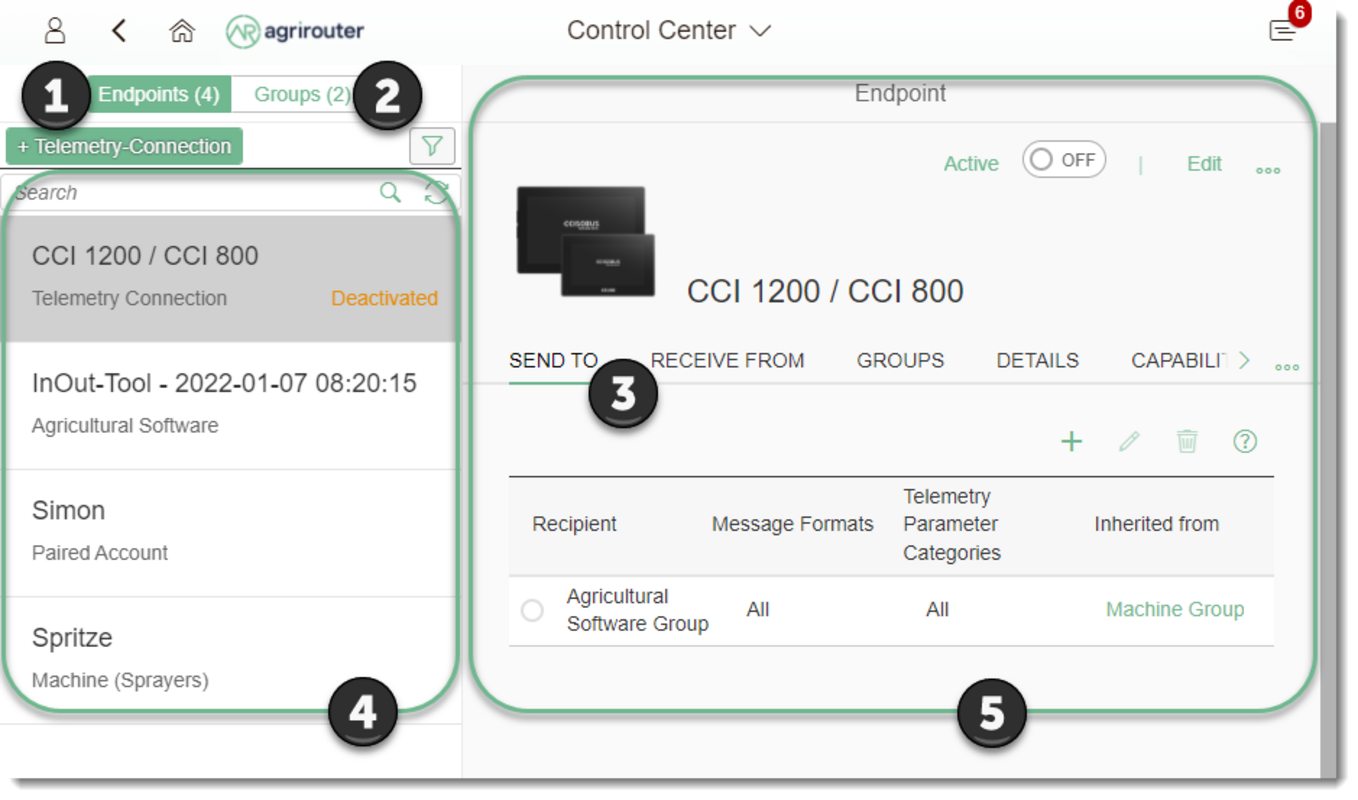 agrirouter
Control Center
6
1
Endpoints (4)
Groups (2)
2
+ Telemetry-Connection
Search
CCI 1200 / CCI 800
Telemetry Connection
Deactivated
InOut-Tool - 2022-01-07 08:20:15
Agricultural Software
Simon
Paired Account
Spritze
Machine (Sprayers)
4
Endpoint
Active
OFF
|
Edit
CCI 1200 / CCI 800
SEND TO
RECEIVE FROM
GROUPS
DETAILS
CAPABILIT
3
Recipient
Message Formats
Telemetry
Parameter
Categories
Inherited from
Agricultural
Software Group
All
All
Machine Group
5